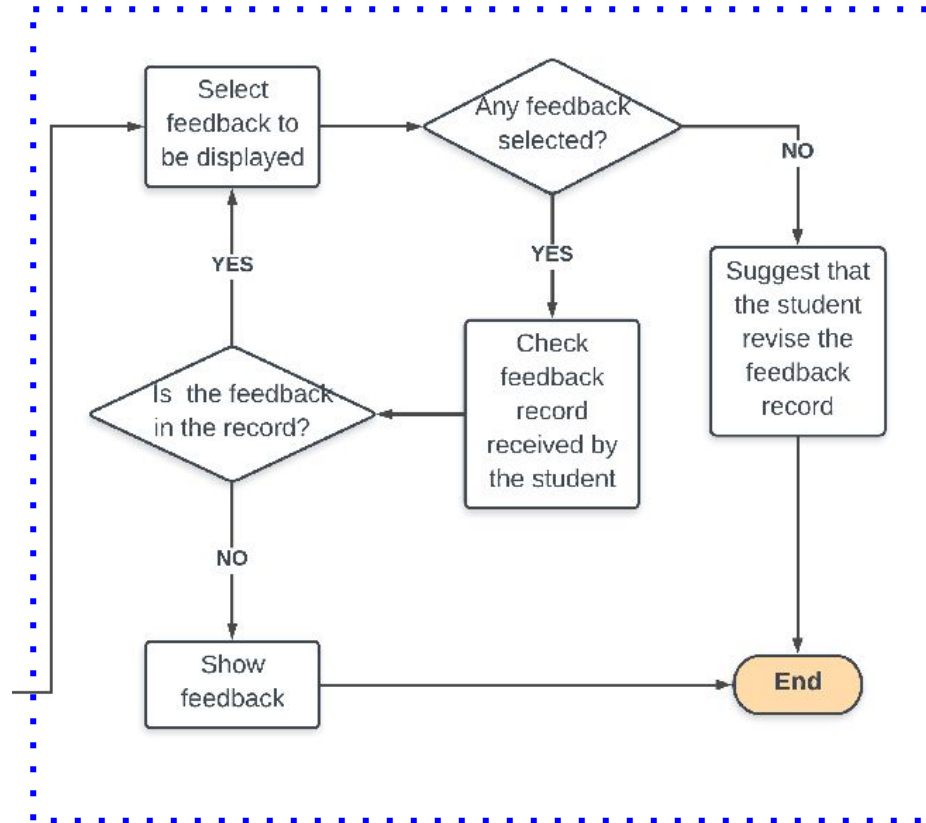 Select
feedback to
be displayed
Any feedback
selected?
NO
YES
YES
Suggest that
the student
revise the
feedback
record
Check
feedback
record
received by
the student
Is the feedback
in the record?
NO
Show
feedback
End